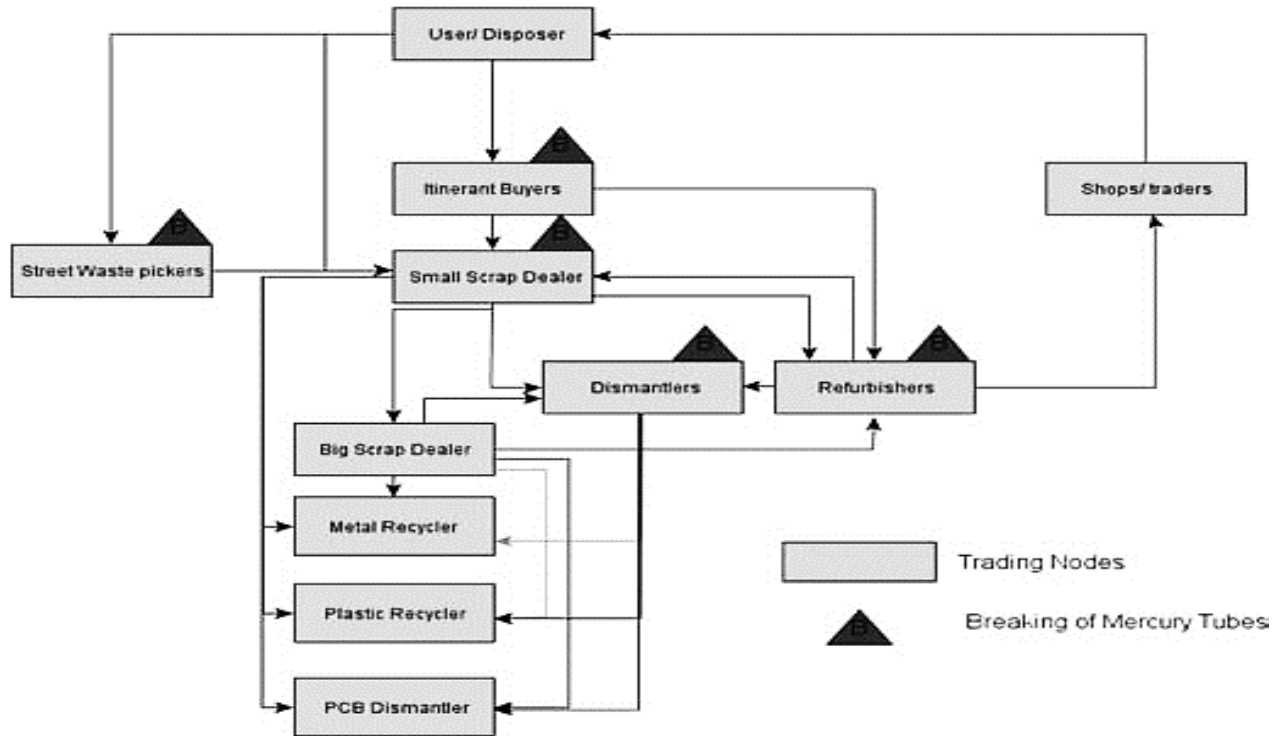 User/ Disposer
B
Itinerant Buyers
Shops/ traders
B
B
Street Waste pickers
Small Scrap Dealer
B
B
Dismantlers
Refurbishers
Big Scrap Dealer
Metal Recycler
Trading Nodes
Plastic Recycler
B
Breaking of Mercury Tubes
PCB Dismantler